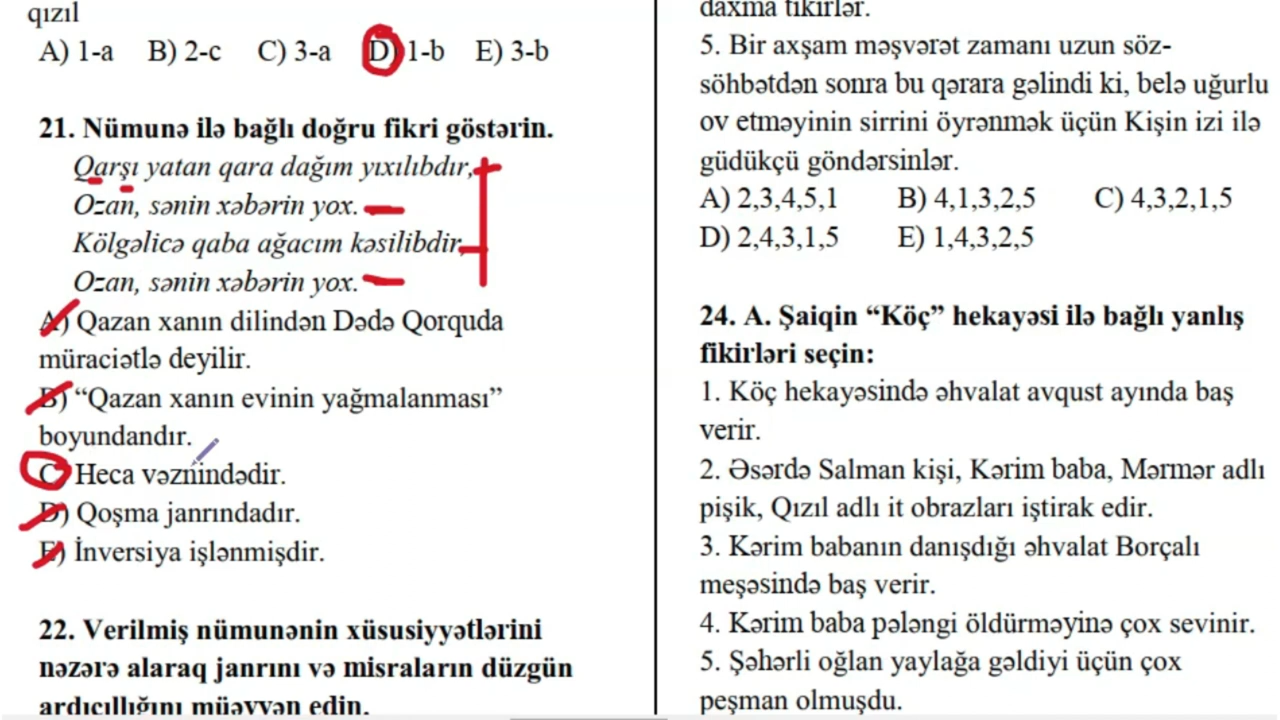 qızıl
A) 1-a B) 2-c C) 3-a D) 1-b E) 3-b
21. Nümunə ilə bağlı doğru fikri göstərin.
Qarşı yatan qara dağım yıxılıbdır,
Ozan, sənin xəbərin yox.
Kölgəlicə qaba ağacım kəsilibdir,
Ozan, sənin xəbərin yox.
A) Qazan xanın dilindən Dədə Qorquda
müraciətlə deyilir.
B) “Qazan xanın evinin yağmalanması”
boyundandır.
C) Heca vəznindədir.
D) Qoşma janrındadır.
E) İnversiya işlənmişdir.
22. Verilmiş nümunənin xüsusiyyətlərini
nəzərə alaraq janrını və misraların düzgün
ardıcıllığını müəyyən edin.
daxma tikirlər.
5. Bir axşam məşvərət zamanı uzun söz-
söhbətdən sonra bu qərara gəlindi ki, belə uğurlu
ov etməyinin sirrini öyrənmək üçün Kişin izi ilə
güdükçü göndərsinlər.
A) 2,3,4,5,1 B) 4,1,3,2,5 C) 4,3,2,1,5
D) 2,4,3,1,5 E) 1,4,3,2,5
24. A. Şaiqin “Köç” hekayəsi ilə bağlı yanlış
fikirləri seçin:
1. Köç hekayəsində əhvalat avqust ayında baş
verir.
2. Əsərdə Salman kişi, Kərim baba, Mərmər adlı
pişik, Qızıl adlı it obrazları iştirak edir.
3. Kərim babanın danışdığı əhvalat Borçalı
meşəsində baş verir.
4. Kərim baba pələngi öldürməyinə çox sevinir.
5. Şəhərli oğlan yaylağa gəldiyi üçün çox
peşman olmuşdu.